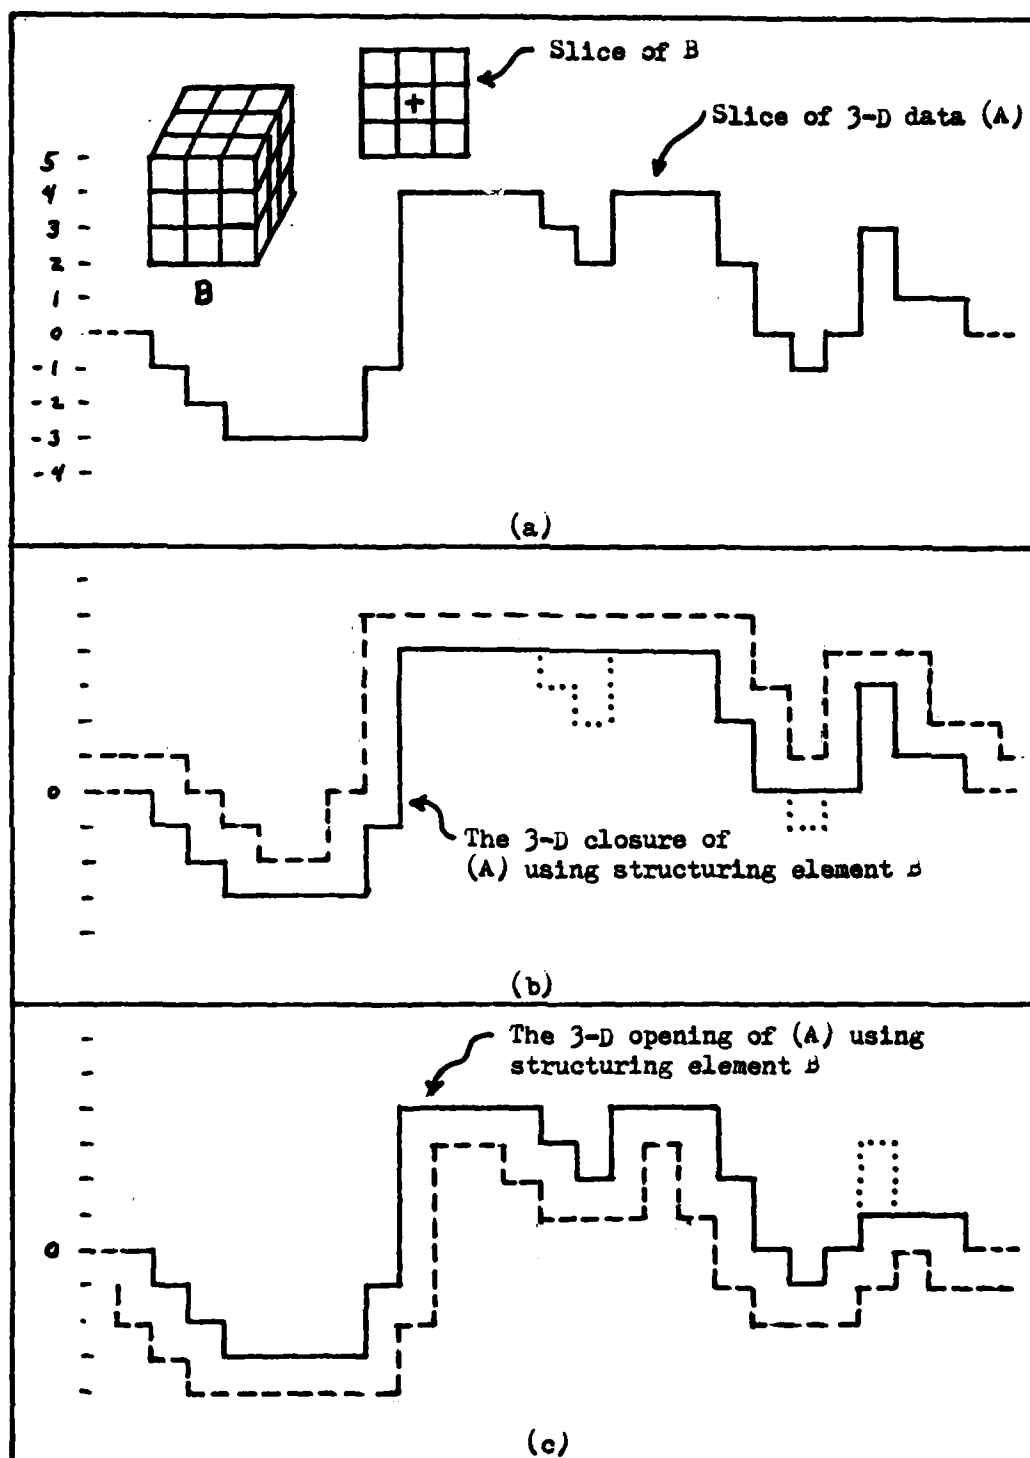 Slice of B
+
Slice of 3-D data (A)
5
4
3
2
1
0
-1
-2
-3
-4
B
(a)
0
The 3-D closure of
(A) using structuring element B
(b)
The 3-D opening of (A) using
structuring element B
0
(c)